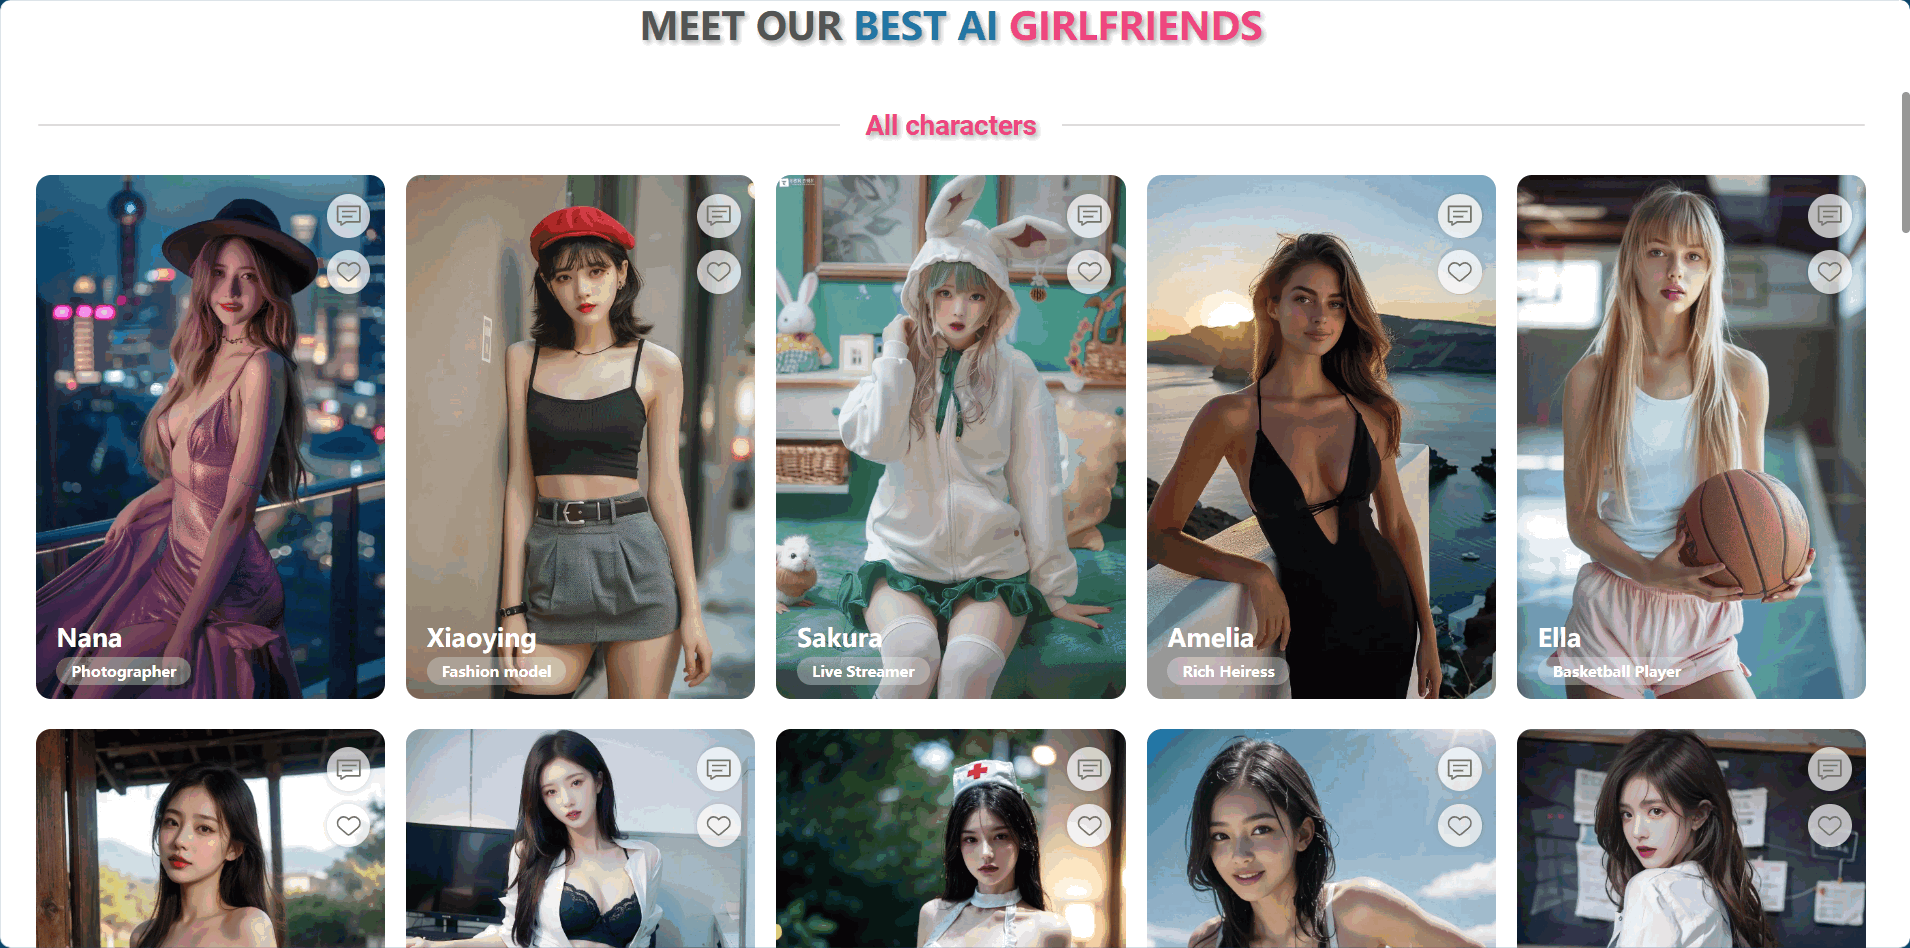 MEET OUR BEST AI GIRLFRIENDS
All characters
Nana
Photographer
Xiaoying
Fashion model
Sakura
Live Streamer
Amelia
Rich Heiress
Ella
Basketball Player